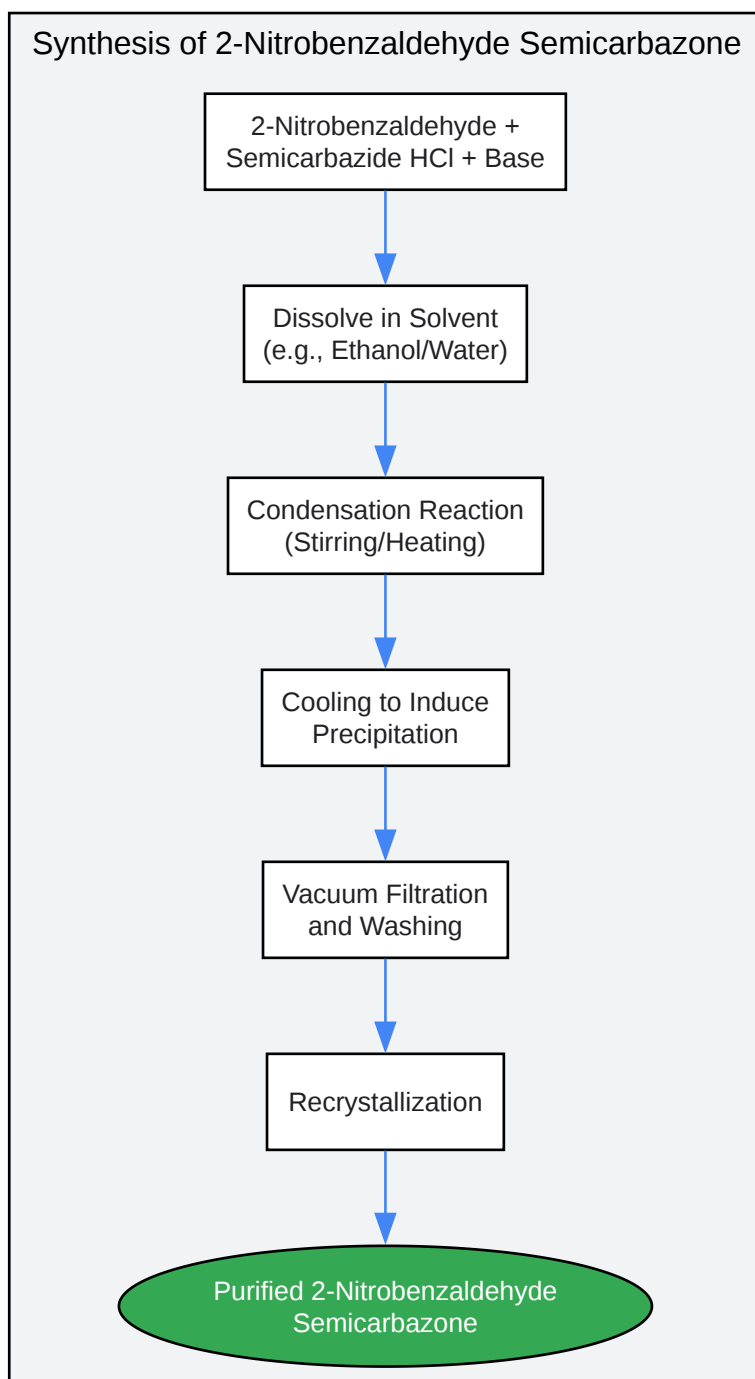 Synthesis of 2-Nitrobenzaldehyde Semicarbazone
2-Nitrobenzaldehyde +
Semicarbazide HCl + Base
Dissolve in Solvent
(e.g., Ethanol/Water)
Condensation Reaction
(Stirring/Heating)
Cooling to Induce
Precipitation
Vacuum Filtration
and Washing
Recrystallization
Purified 2-Nitrobenzaldehyde
Semicarbazone